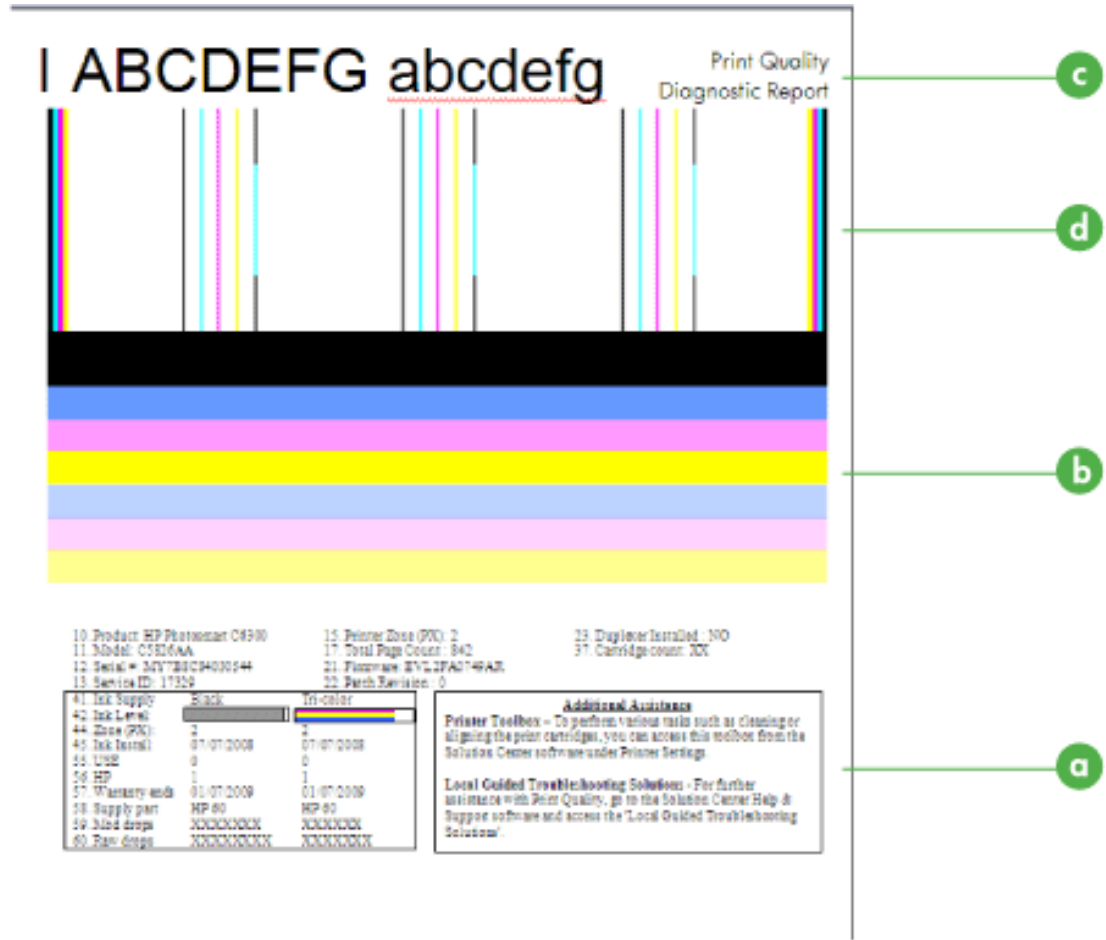 I ABCDEFG abcdefg
Print Quality
Diagnostic Report
c
d
b
a
10. Product: HP Photosmart C6300
11. Model: C5826AA
12. Serial #: MY7B8C84030544
13. Service ID: 17329
15. Printer Zone (PX): 2
17. Total Page Count : 842
21. Firmware:
22. Patch Revision : 0
23. Duplexer Installed : NO
37. Cartridge count: XX
41. Ink Supply Black Tri-color
42. Ink Level
44. Zone (PX): 2 2
45. Ink Install 07/07/2008 07/07/2008
55. USE 0 0
56. HP 1 1
57. Warranty ends 01/07/2009 01/07/2009
58. Supply part HP 60 HP 60
59. Mbd drops XXXXXXXX XXXXXXX
60. Raw drops XXXXXXXXX XXXXXXXX
Additional Assistance
Printer Toolbox – To perform various tasks such as cleaning or
aligning the print cartridges, you can access this toolbox from the
Solution Center software under Printer Settings.
Local Guided Troubleshooting Solutions - For further
assistance with Print Quality, go to the Solution Center Help &
Support software and access the 'Local Guided Troubleshooting
Solutions'.